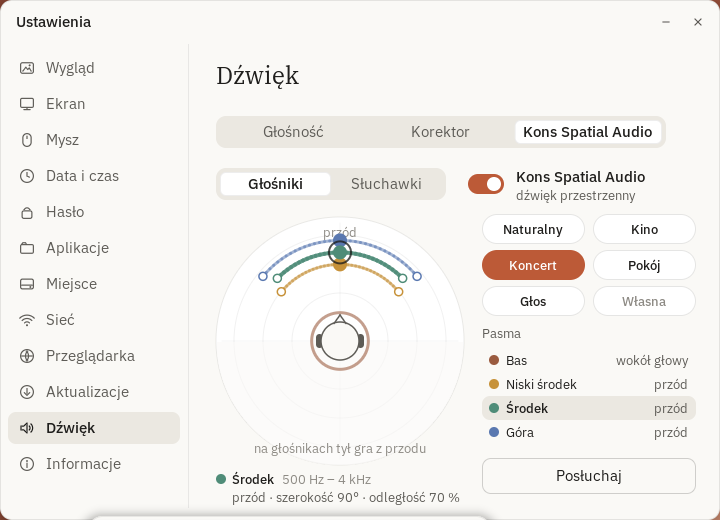 Ustawienia
Wygląd
Ekran
Mysz
Data i czas
Hasło
Aplikacje
Miejsce
Sieć
Przeglądarka
Aktualizacje
Dźwięk
Informacje
Dźwięk
Głośność
Korektor
Kons Spatial Audio
Głośniki
Słuchawki
Kons Spatial Audio
dźwięk przestrzenny
przód
na głośnikach tył gra z przodu
Środek 500 Hz – 4 kHz
przód · szerokość 90° · odległość 70 %
Naturalny
Kino
Koncert
Pokój
Głos
Własna
Pasma
Bas wokół głowy
Niski środek przód
Środek przód
Góra przód
Posłuchaj